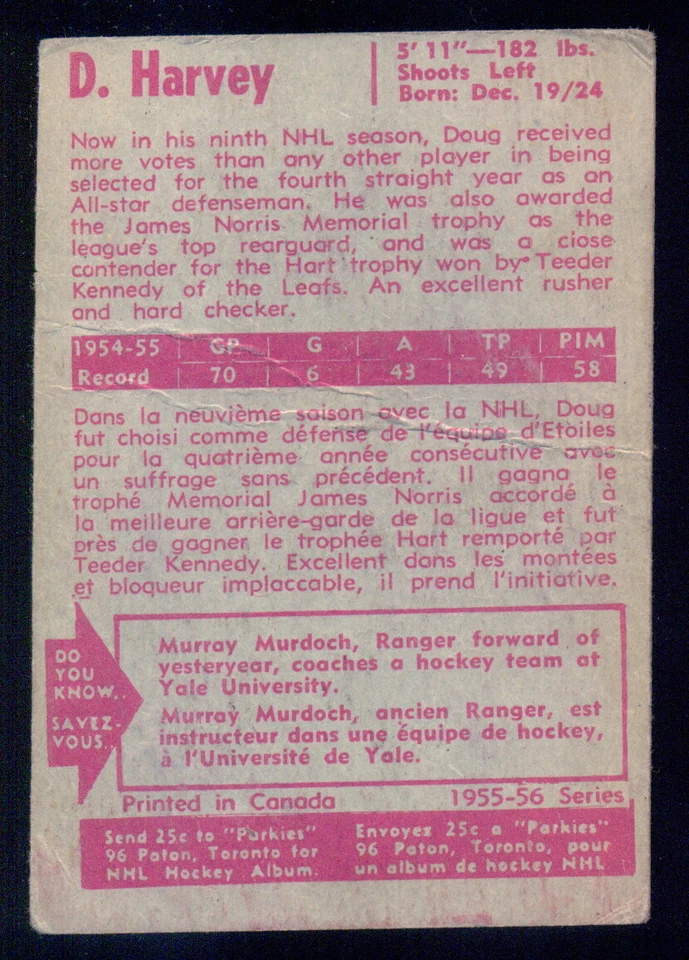 D. Harvey
5' 11"—182 lbs.
Shoots Left
Born: Dec. 19/24
Now in his ninth NHL season, Doug received
more votes than any other player in being
selected for the fourth straight year as an
All-star defenseman. He was also awarded
the James Norris Memorial trophy as the
league's top rearguard, and was a close
contender for the Hart trophy won by Teeder
Kennedy of the Leafs. An excellent rusher
and hard checker.
1954-55 | GP | G | A | TP | PIM
Record | 70 | 6 | 43 | 49 | 58
Dans la neuvième saison avec la NHL, Doug
fut choisi comme défense de l'équipe d'Etoiles
pour la quatrième année consécutive avec
un suffrage sans précédent. Il gagna le
trophé Memorial James Norris accordé à
la meilleure arrière-garde de la ligue et fut
près de gagner le trophée Hart remporté par
Teeder Kennedy. Excellent dans les montées
et bloqueur implaccable, il prend l'initiative.
DO
YOU
KNOW..
SAVEZ-
VOUS..
Murray Murdoch, Ranger forward of
yesteryear, coaches a hockey team at
Yale University.
Murray Murdoch, ancien Ranger, est
instructeur dans une équipe de hockey,
à l'Université de Yale.
Printed in Canada
1955-56 Series
Send 25c to "Parkies"
96 Paton, Toronto for
NHL Hockey Album.
Envoyez 25c a "Parkies"
96 Paton, Toronto, pour
un album de hockey NHL